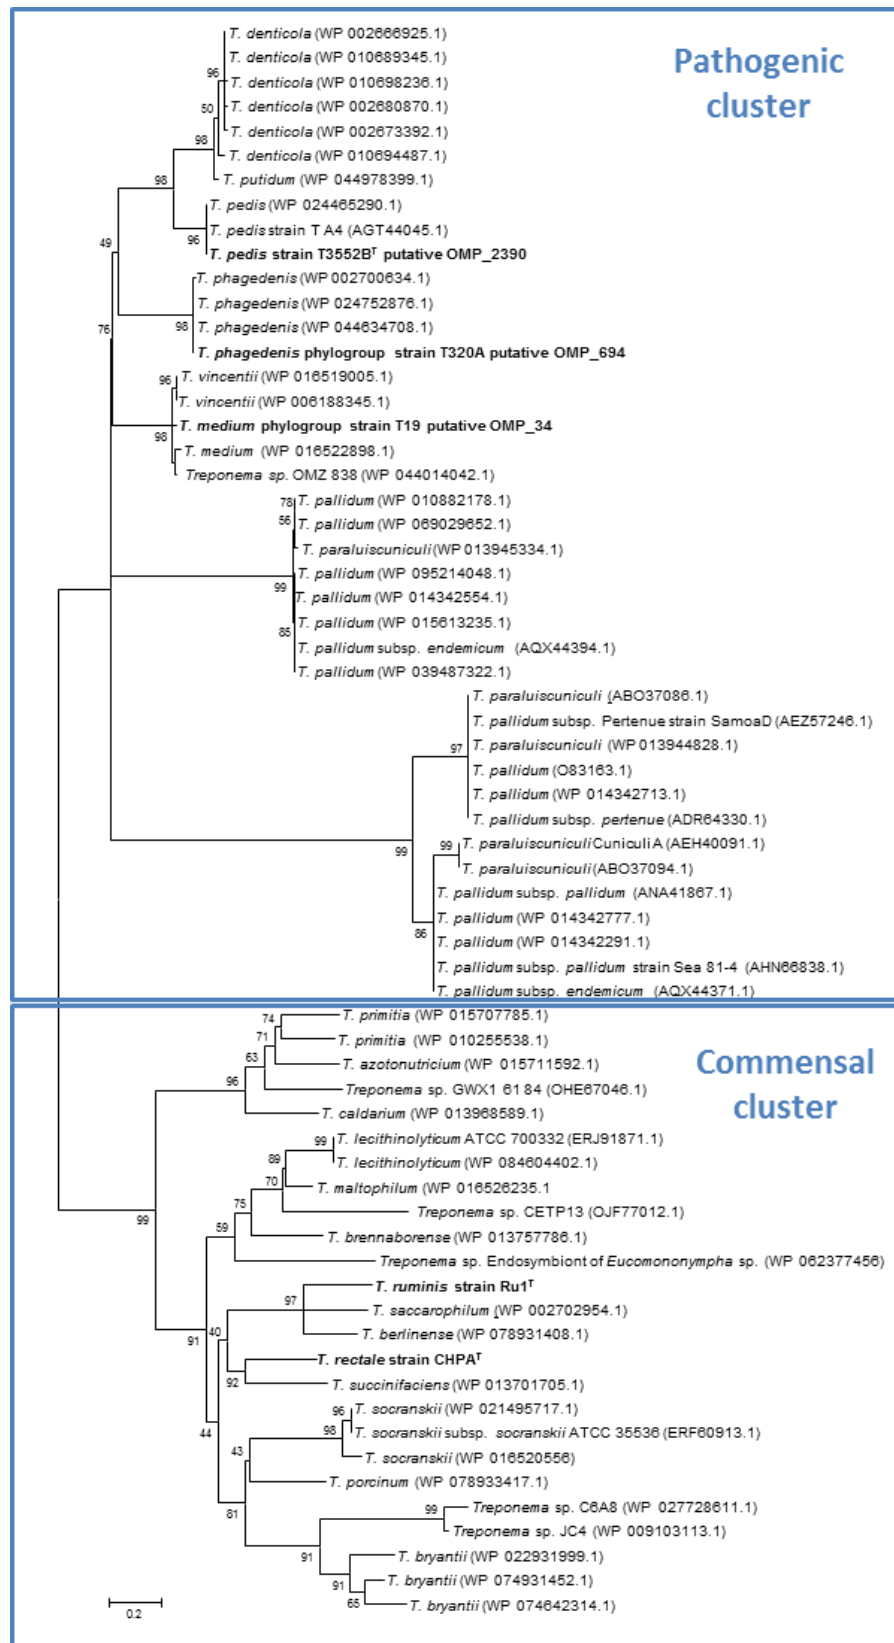 Pathogenic
cluster
T. denticola (WP 002666925.1)
T. denticola (WP 010689345.1)
96
T. denticola (WP 010698236.1)
50
T. denticola (WP 002680870.1)
T. denticola (WP 002673392.1)
98
T. denticola (WP 010694487.1)
98
T. putidum (WP 044978399.1)
T. pedis (WP 024465290.1)
T. pedis strain T A4 (AGT44045.1)
96
49
T. pedis strain T3552Bᵀ putative OMP_2390
T. phagedenis (WP 002700634.1)
T. phagedenis (WP 024752876.1)
98
76
T. phagedenis (WP 044634708.1)
T. phagedenis phylogroup strain T320A putative OMP_694
96
T. vincentii (WP 016519005.1)
T. vincentii (WP 006188345.1)
T. medium phylogroup strain T19 putative OMP_34
98
T. medium (WP 016522898.1)
Treponema sp. OMZ 838 (WP 044014042.1)
78
T. pallidum (WP 010882178.1)
56
T. pallidum (WP 069029652.1)
T. paraluiscuniculi (WP 013945334.1)
T. pallidum (WP 095214048.1)
99
T. pallidum (WP 014342554.1)
T. pallidum (WP 015613235.1)
85
T. pallidum subsp. endemicum (AQX44394.1)
T. pallidum (WP 039487322.1)
T. paraluiscuniculi (ABO37086.1)
T. pallidum subsp. Pertenue strain SamoaD (AEZ57246.1)
97
T. paraluiscuniculi (WP 013944828.1)
T. pallidum (O83163.1)
T. pallidum (WP 014342713.1)
T. pallidum subsp. pertenue (ADR64330.1)
99
99
T. paraluiscuniculi Cuniculi A (AEH40091.1)
T. paraluiscuniculi (ABO37094.1)
T. pallidum subsp. pallidum (ANA41867.1)
T. pallidum (WP 014342777.1)
86
T. pallidum (WP 014342291.1)
T. pallidum subsp. pallidum strain Sea 81-4 (AHN66838.1)
T. pallidum subsp. endemicum (AQX44371.1)
Commensal
cluster
74
T. primitia (WP 015707785.1)
71
T. primitia (WP 010255538.1)
63
T. azotonutricium (WP 015711592.1)
96
Treponema sp. GWX1 6184 (OHE67046.1)
T. caldarium (WP 013968589.1)
99
T. lecithinolyticum ATCC 700332 (ERJ91871.1)
89
T. lecithinolyticum (WP 084604402.1)
70
T. maltophilum (WP 016526235.1
75
Treponema sp. CETP13 (OJF77012.1)
99
59
T. brennaborense (WP 013757786.1)
Treponema sp. Endosymbiont of Eucomononympha sp. (WP 062377456)
T. ruminis strain Ru1ᵀ
97
T. saccarophilum (WP 002702954.1)
91
40
T. berlinense (WP 078931408.1)
T. rectale strain CHPAᵀ
92
T. succinifaciens (WP 013701705.1)
96
T. socranskii (WP 021495717.1)
44
98
T. socranskii subsp. socranskii ATCC 35536 (ERF60913.1)
43
T. socranskii (WP 016520556)
T. porcinum (WP 078933417.1)
81
99
Treponema sp. C6A8 (WP 027728611.1)
Treponema sp. JC4 (WP 009103113.1)
91
T. bryantii (WP 022931999.1)
91
T. bryantii (WP 074931452.1)
65
T. bryantii (WP 074642314.1)
0.2